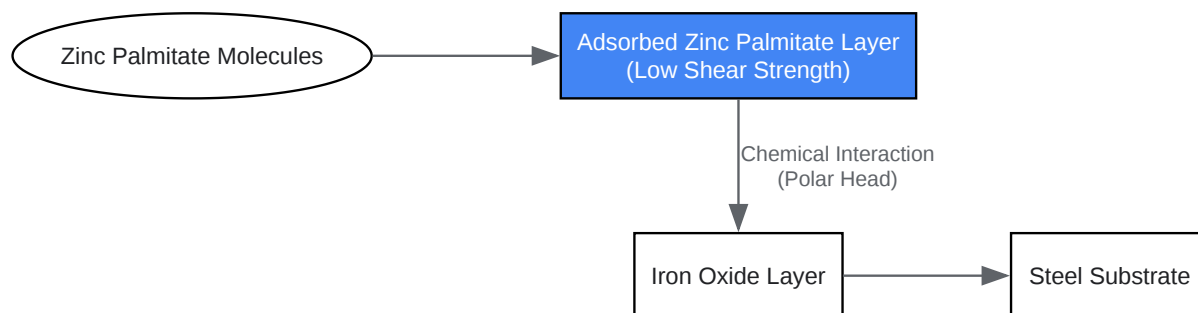 Zinc Palmitate Molecules
Adsorbed Zinc Palmitate Layer
(Low Shear Strength)
Chemical Interaction
(Polar Head)
Iron Oxide Layer
Steel Substrate